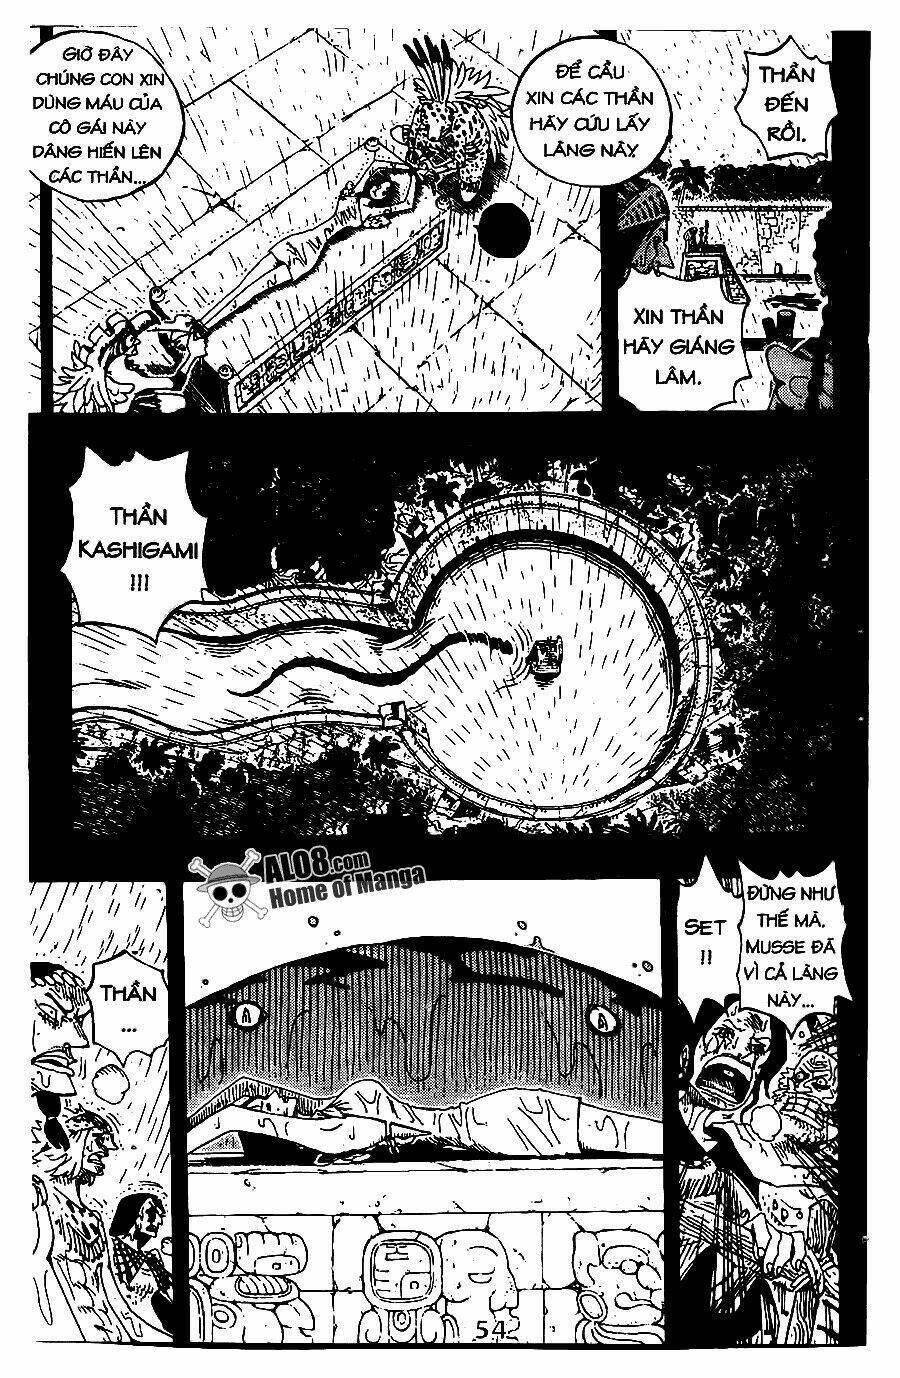 GIỜ ĐÂY
CHÚNG CON XIN
DÙNG MÁU CỦA
CÔ GÁI NÀY
DÂNG HIẾN LÊN
CÁC THẦN...
ĐỂ CẦU
XIN CÁC THẦN
HÃY CỨU LẤY
LÀNG NÀY.
THẦN
ĐẾN
RỒI.
XIN THẦN
HÃY GIÁNG
LÂM.
THẦN
KASHIGAMI
!!!
AL08.com
Home of Manga
THẦN
...
SET
!!
ĐỪNG NHƯ
THẾ MÀ,
MUSSE ĐÃ
VÌ CẢ LÀNG
NÀY...
54